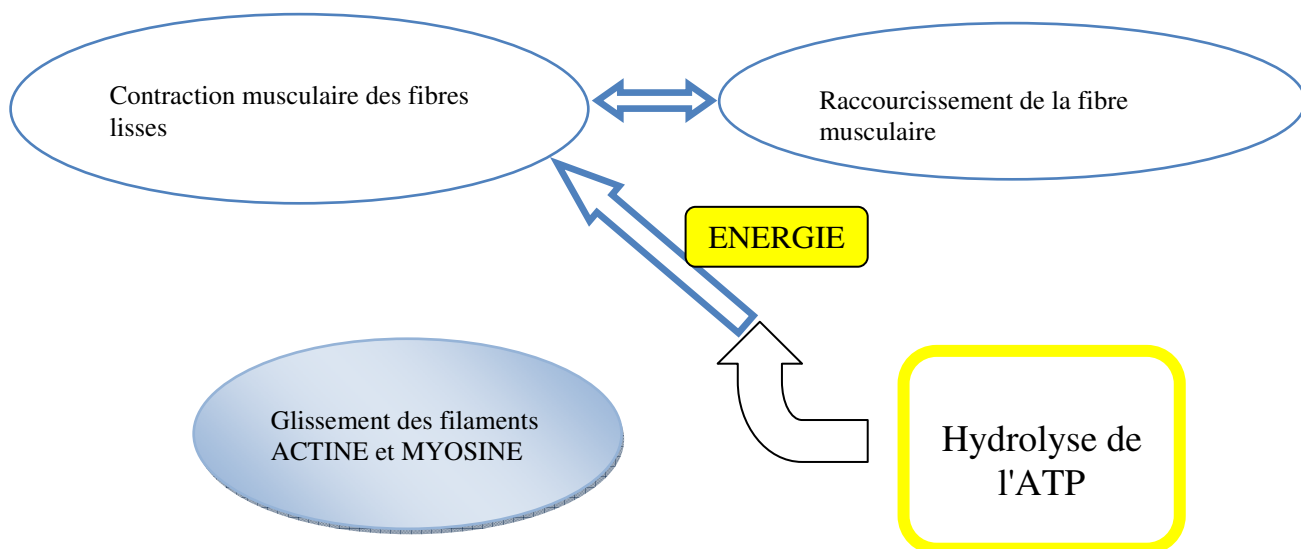 Contraction musculaire des fibres
lisses
Raccourcissement de la fibre
musculaire
ENERGIE
Glissement des filaments
ACTINE et MYOSINE
Hydrolyse de
l'ATP